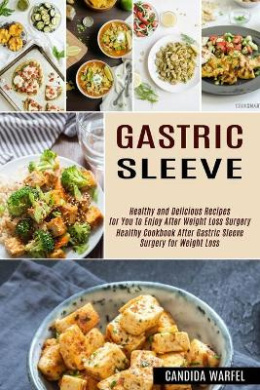 GASTRIC
SLEEVE
Healthy and Delicious Recipes
for You to Enjoy After Weight Loss Surgery
Healthy Cookbook After Gastric Sleeve
Surgery for Weight Loss
CANDIDA WARFEL